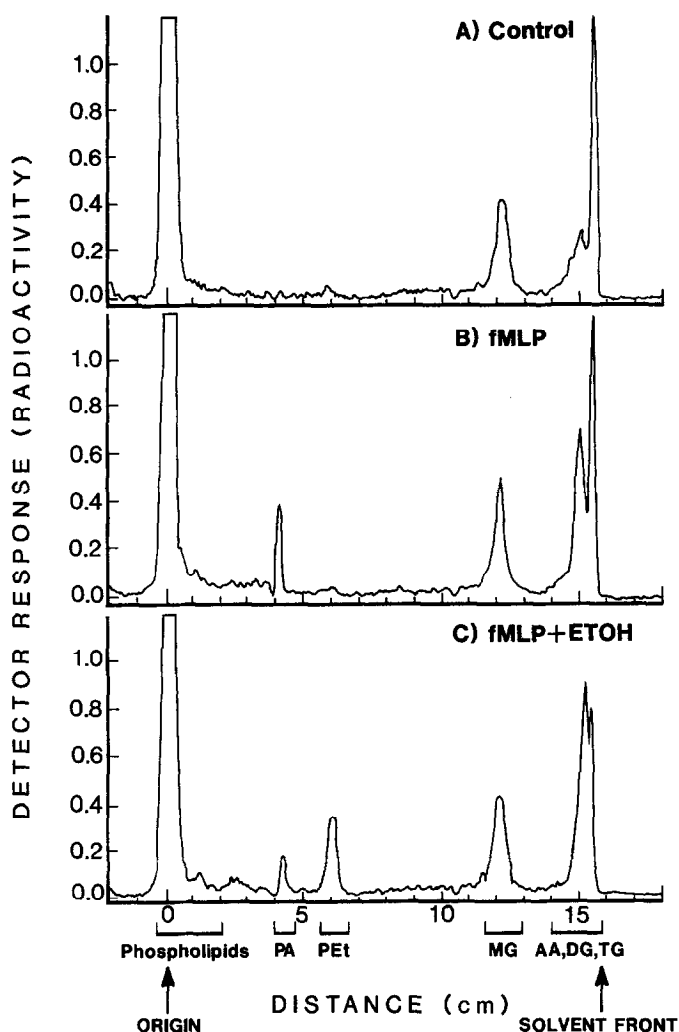 DETECTOR RESPONSE (RADIOACTIVITY)
A) Control
1.0
0.8
0.6
0.4
0.2
0.0
B) fMLP
1.0
0.8
0.6
0.4
0.2
0.0
C) fMLP+ETOH
1.0
0.8
0.6
0.4
0.2
0.0
0 5 10 15
Phospholipids PA PEt MG AA,DG,TG
DISTANCE (cm)
ORIGIN SOLVENT FRONT